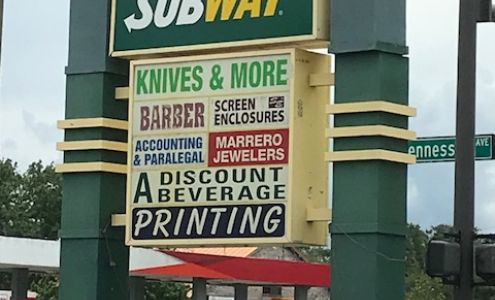 SUBWAY
KNIVES & MORE
BARBER
SCREEN
ENCLOSURES
ACCOUNTING
& PARALEGAL
MARRERO
JEWELERS
A DISCOUNT
BEVERAGE
PRINTING
enness AVE